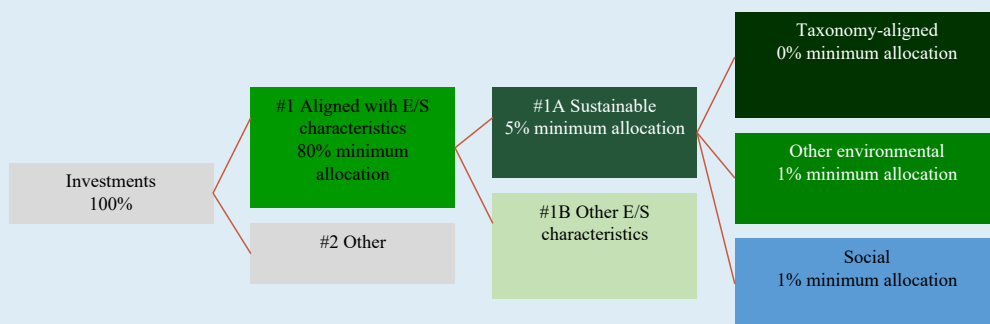 Investments
100%
#1 Aligned with E/S
characteristics
80% minimum
allocation
#2 Other
#1A Sustainable
5% minimum allocation
#1B Other E/S
characteristics
Taxonomy-aligned
0% minimum allocation
Other environmental
1% minimum allocation
Social
1% minimum allocation